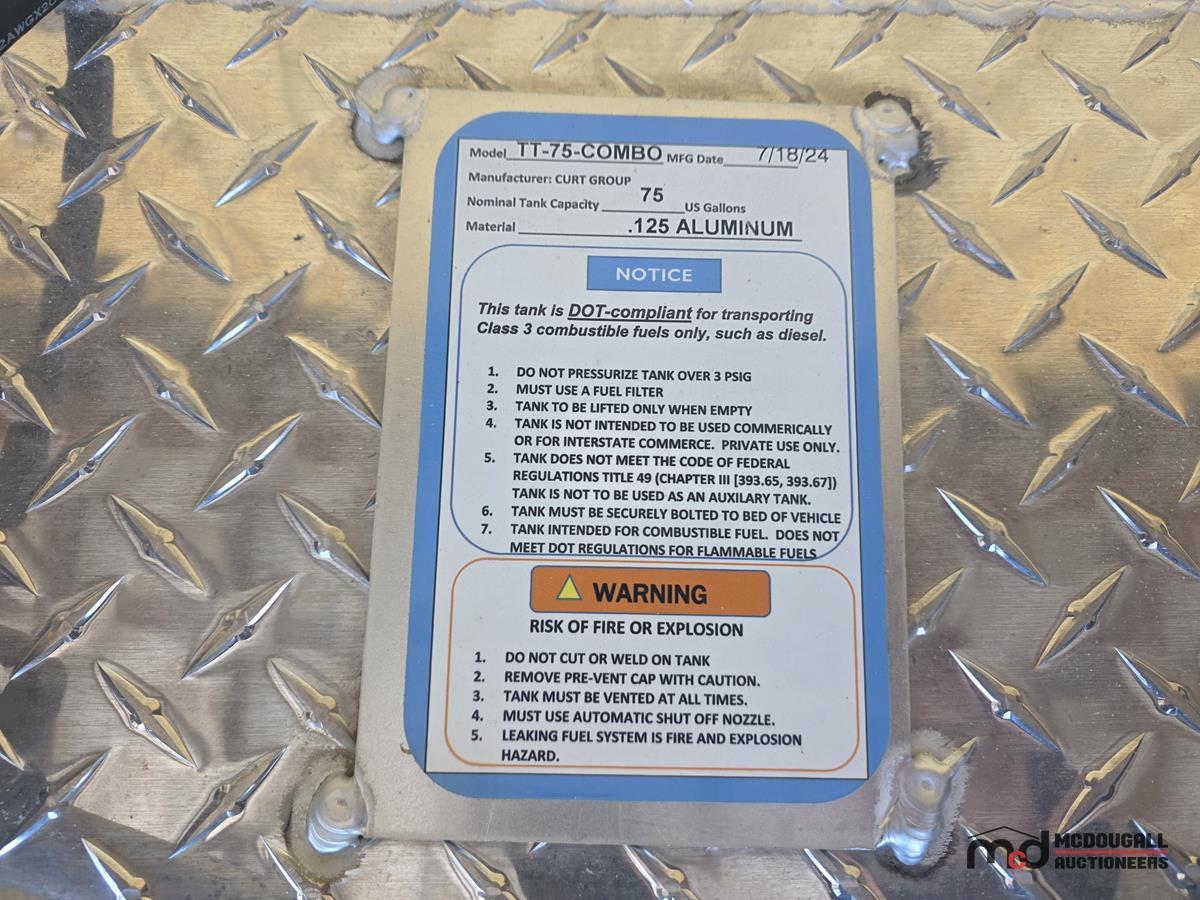 2AWGX2C
Model TT-75-COMBO MFG Date 7/18/24
Manufacturer: CURT GROUP
Nominal Tank Capacity 75 US Gallons
Material .125 ALUMINUM
NOTICE
This tank is DOT-compliant for transporting
Class 3 combustible fuels only, such as diesel.
1. DO NOT PRESSURIZE TANK OVER 3 PSIG
2. MUST USE A FUEL FILTER
3. TANK TO BE LIFTED ONLY WHEN EMPTY
4. TANK IS NOT INTENDED TO BE USED COMMERICALLY
OR FOR INTERSTATE COMMERCE. PRIVATE USE ONLY.
5. TANK DOES NOT MEET THE CODE OF FEDERAL
REGULATIONS TITLE 49 (CHAPTER III [393.65, 393.67])
TANK IS NOT TO BE USED AS AN AUXILARY TANK.
6. TANK MUST BE SECURELY BOLTED TO BED OF VEHICLE
7. TANK INTENDED FOR COMBUSTIBLE FUEL. DOES NOT
MEET DOT REGULATIONS FOR FLAMMABLE FUELS
WARNING
RISK OF FIRE OR EXPLOSION
1. DO NOT CUT OR WELD ON TANK
2. REMOVE PRE-VENT CAP WITH CAUTION.
3. TANK MUST BE VENTED AT ALL TIMES.
4. MUST USE AUTOMATIC SHUT OFF NOZZLE.
5. LEAKING FUEL SYSTEM IS FIRE AND EXPLOSION
HAZARD.
mcd MCDOUGALL
AUCTIONEERS